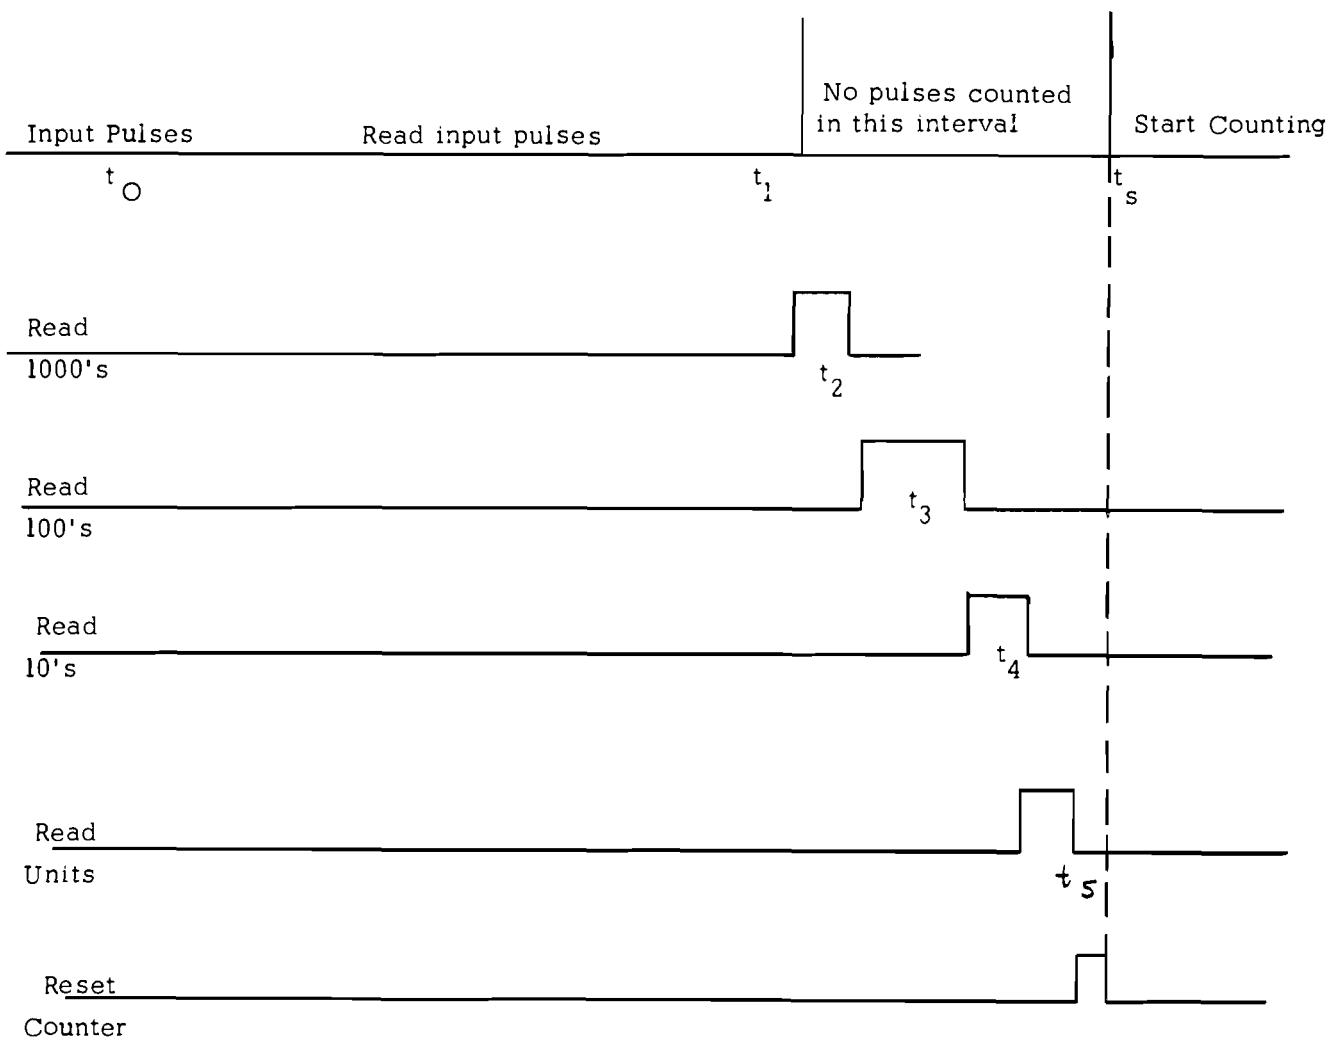 No pulses counted
in this interval
Input Pulses
Read input pulses
Start Counting
t0
t1
ts
Read
1000's
t2
Read
100's
t3
Read
10's
t4
Read
Units
t5
Reset
Counter